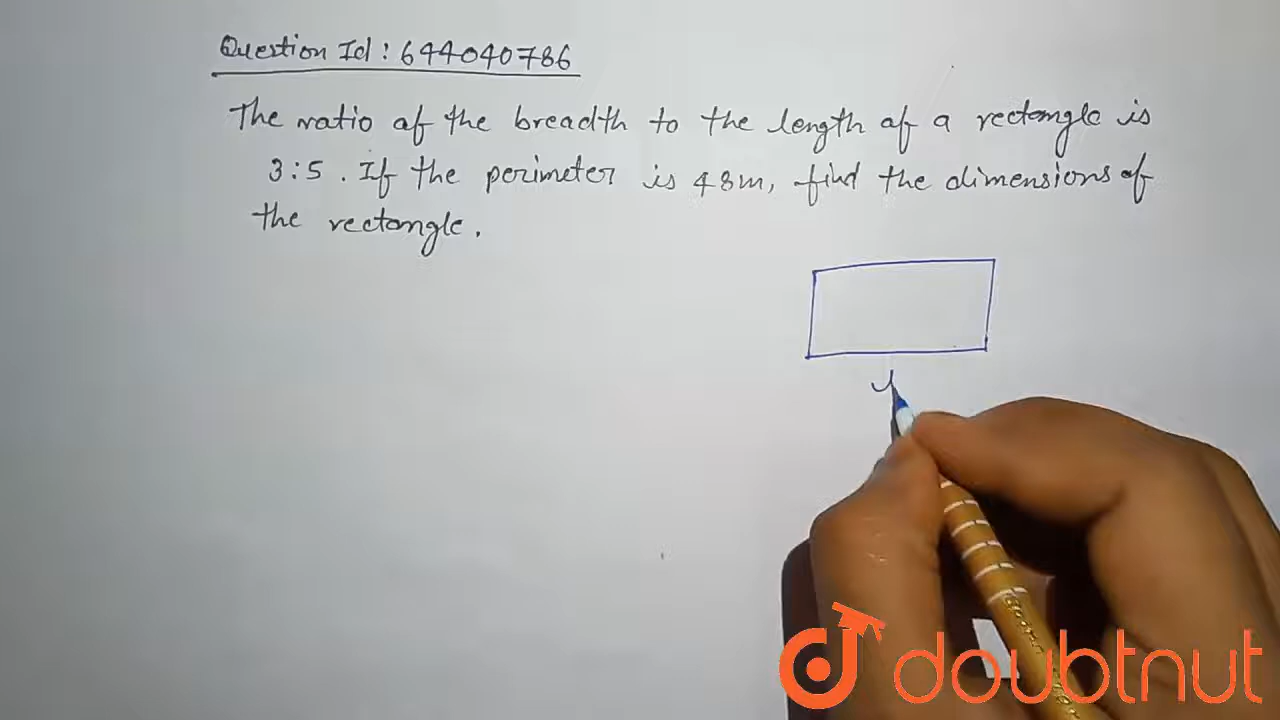 Question Id : 644040786
The ratio of the breadth to the length of a rectangle is
3:5 . If the perimeter is 48m, find the dimensions of
the rectangle.
doubtnut